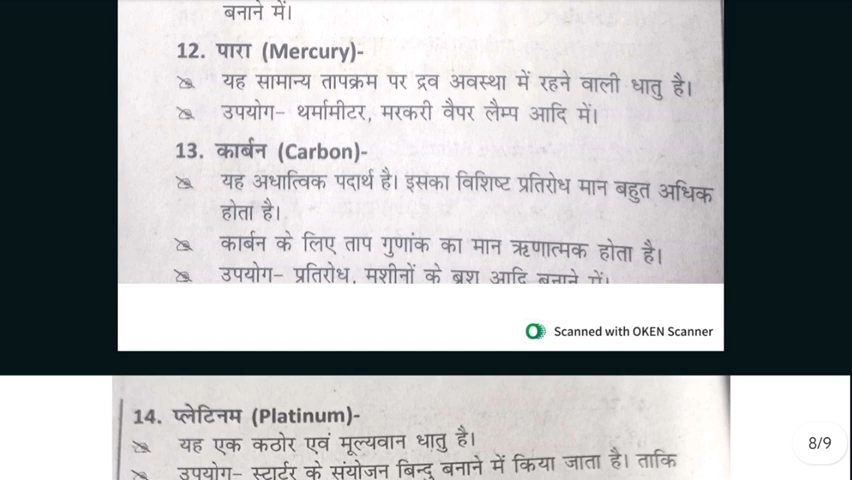 बनाने में।
12. पारा (Mercury)-
यह सामान्य तापक्रम पर द्रव अवस्था में रहने वाली धातु है।
उपयोग- थर्मामीटर, मरकरी वैपर लैम्प आदि में।
13. कार्बन (Carbon)-
यह अधात्विक पदार्थ है। इसका विशिष्ट प्रतिरोध मान बहुत अधिक
होता है।
कार्बन के लिए ताप गुणांक का मान ऋणात्मक होता है।
उपयोग- प्रतिरोध, मशीनों के ब्रश आदि बनाने में।
Scanned with OKEN Scanner
14. प्लेटिनम (Platinum)-
यह एक कठोर एवं मूल्यवान धातु है।
8/9
उपयोग- स्टार्टर के संयोजन बिन्दु बनाने में किया जाता है। ताकि